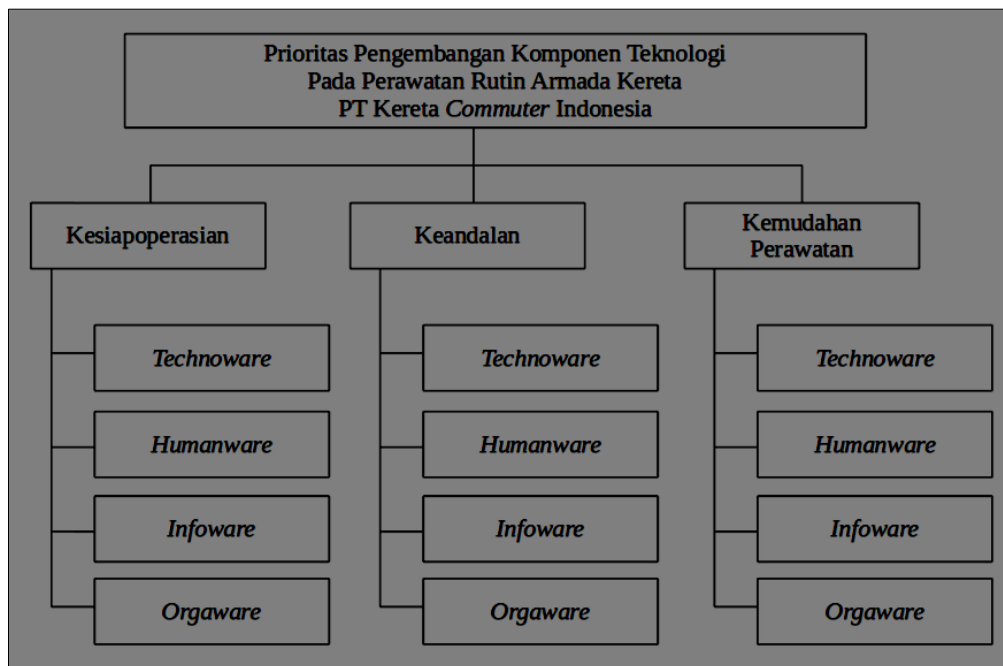 Prioritas Pengembangan Komponen Teknologi
Pada Perawatan Rutin Armada Kereta
PT Kereta Commuter Indonesia
Kesiapoperasian
Technoware
Humanware
Infoware
Orgaware
Keandalan
Technoware
Humanware
Infoware
Orgaware
Kemudahan
Perawatan
Technoware
Humanware
Infoware
Orgaware